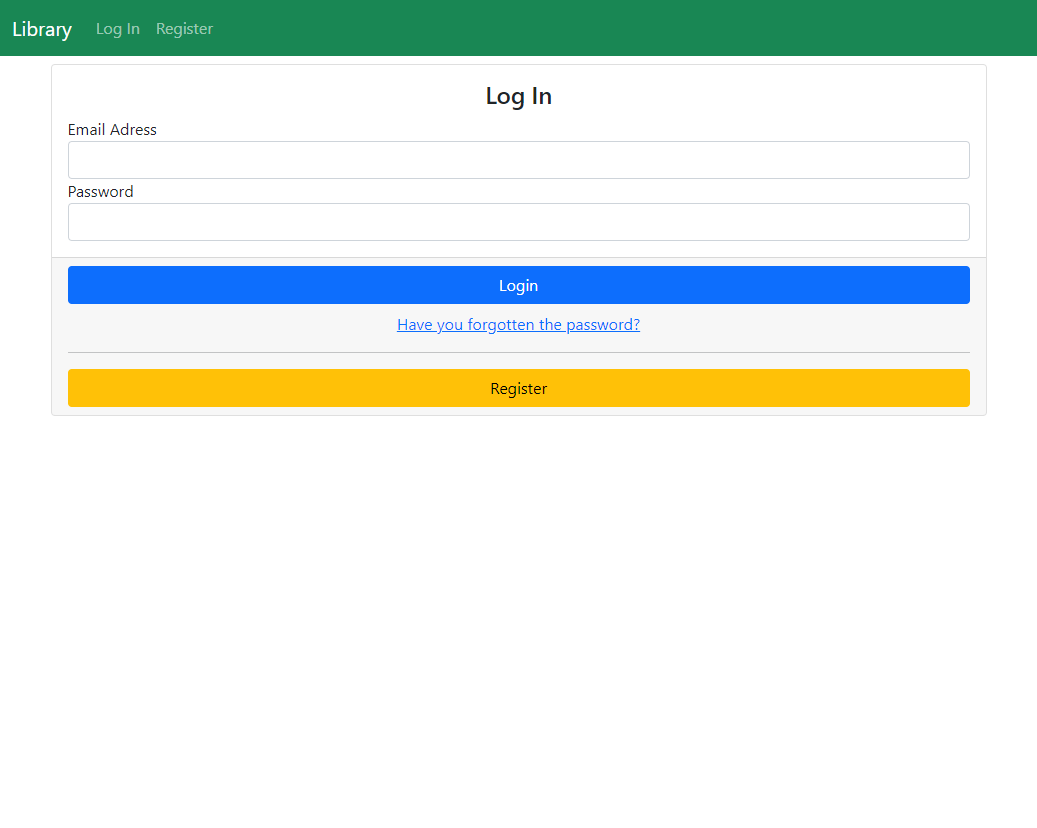 Library Log In Register
Log In
Email Adress
Password
Login
Have you forgotten the password?
Register